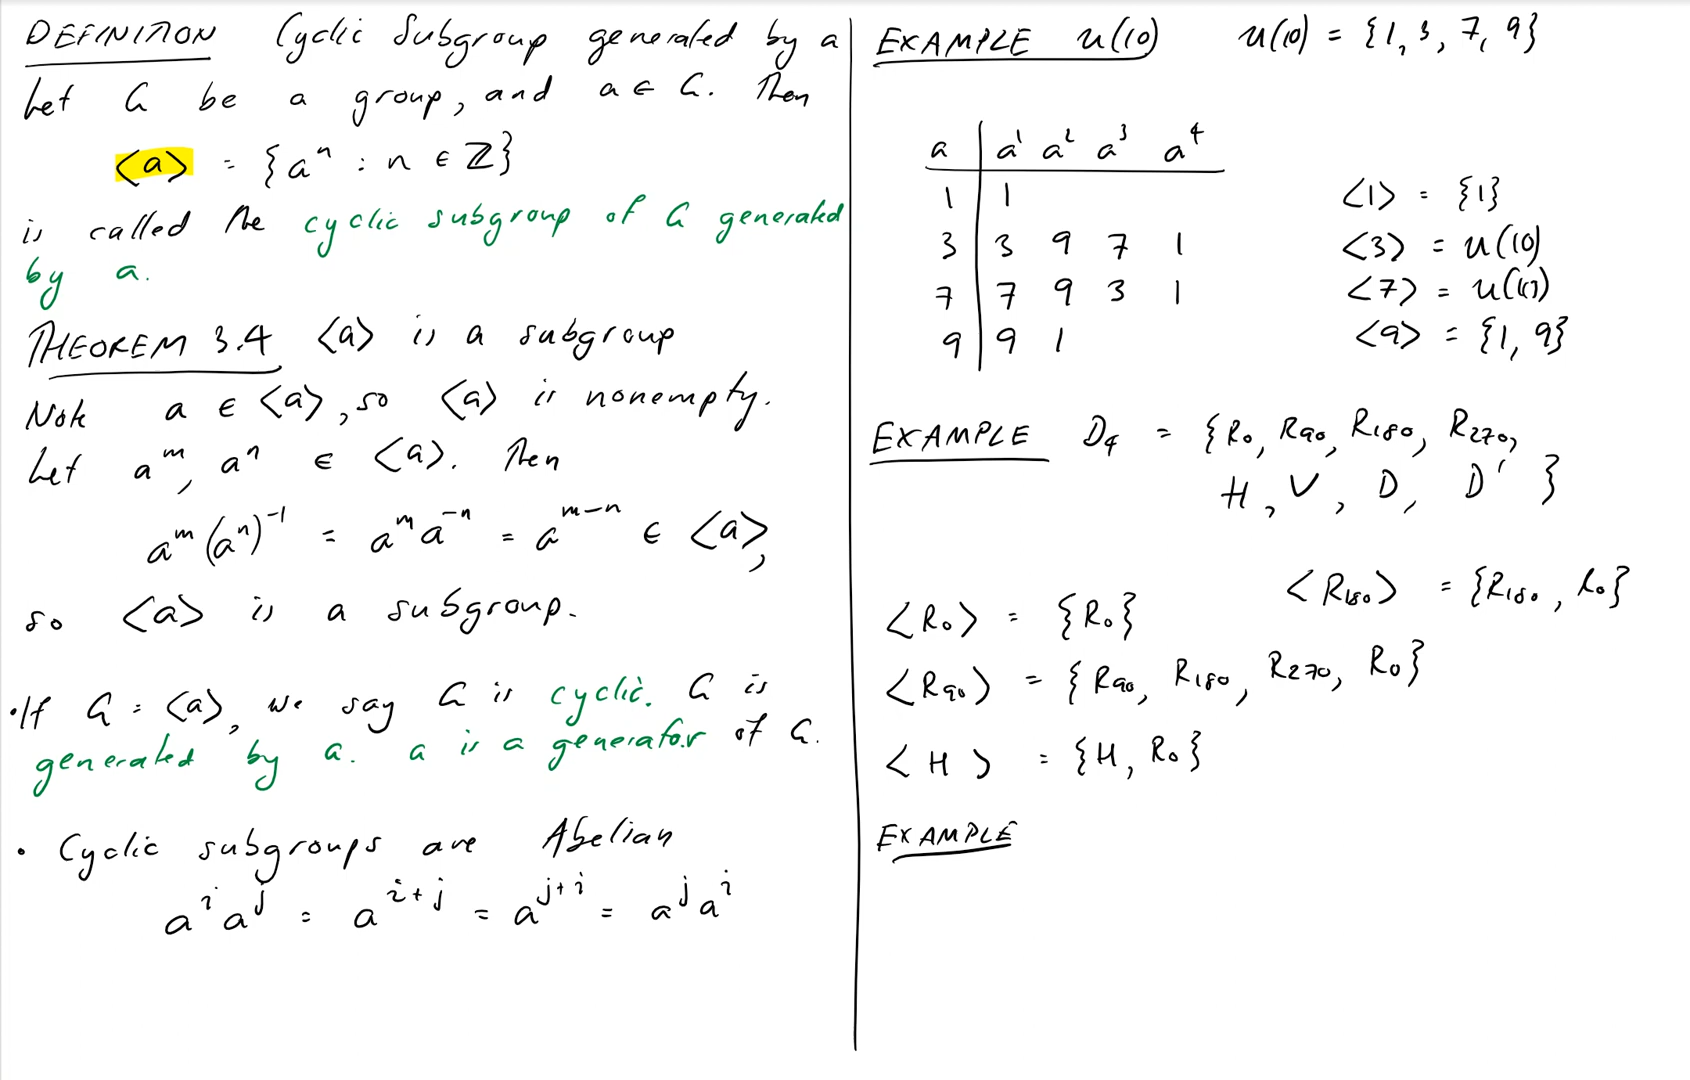 DEFINITION Cyclic Subgroup generated by a
Let G be a group, and a ∈ G. Then
<a> = {aⁿ : n ∈ ℤ}
is called the cyclic subgroup of G generated
by a.
THEOREM 3.4 <a> is a subgroup
Note a ∈ <a>, so <a> is nonempty.
Let aᵐ, aⁿ ∈ <a>. Then
aᵐ(aⁿ)⁻¹ = aᵐa⁻ⁿ = aᵐ⁻ⁿ ∈ <a>,
so <a> is a subgroup.
•If G = <a>, we say G is cyclic. G is
generated by a. a is a generator of G.
• Cyclic subgroups are Abelian
aⁱaʲ = aⁱ⁺ʲ = aʲ⁺ⁱ = aʲaⁱ
EXAMPLE U(10) U(10) = {1, 3, 7, 9}
a | a¹ a² a³ a⁴
1 | 1
3 | 3 9 7 1
7 | 7 9 3 1
9 | 9 1
<1> = {1}
<3> = U(10)
<7> = U(10)
<9> = {1, 9}
EXAMPLE D₄ = {R₀, R₉₀, R₁₈₀, R₂₇₀,
H, V, D, D' }
<R₁₈₀> = {R₁₈₀, R₀}
<R₀> = {R₀}
<R₉₀> = {R₉₀, R₁₈₀, R₂₇₀, R₀}
<H> = {H, R₀}
EXAMPLE